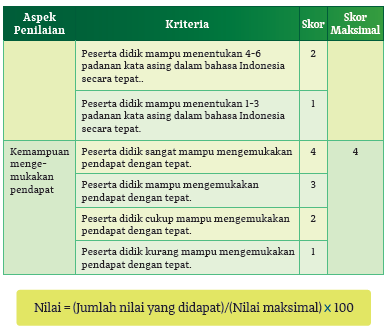 Aspek Penilaian
Kriteria
Skor
Skor Maksimal
Peserta didik mampu menentukan 4-6
padanan kata asing dalam bahasa Indonesia
secara tepat..
2
Peserta didik mampu menentukan 1-3
padanan kata asing dalam bahasa Indonesia
secara tepat.
1
Kemampuan
menge-
mukakan
pendapat
Peserta didik sangat mampu mengemukakan
pendapat dengan tepat.
4
4
Peserta didik mampu mengemukakan
pendapat dengan tepat.
3
Peserta didik cukup mampu mengemukakan
pendapat dengan tepat.
2
Peserta didik kurang mampu mengemukakan
pendapat dengan tepat.
1
Nilai = (Jumlah nilai yang didapat)/(Nilai maksimal) x 100